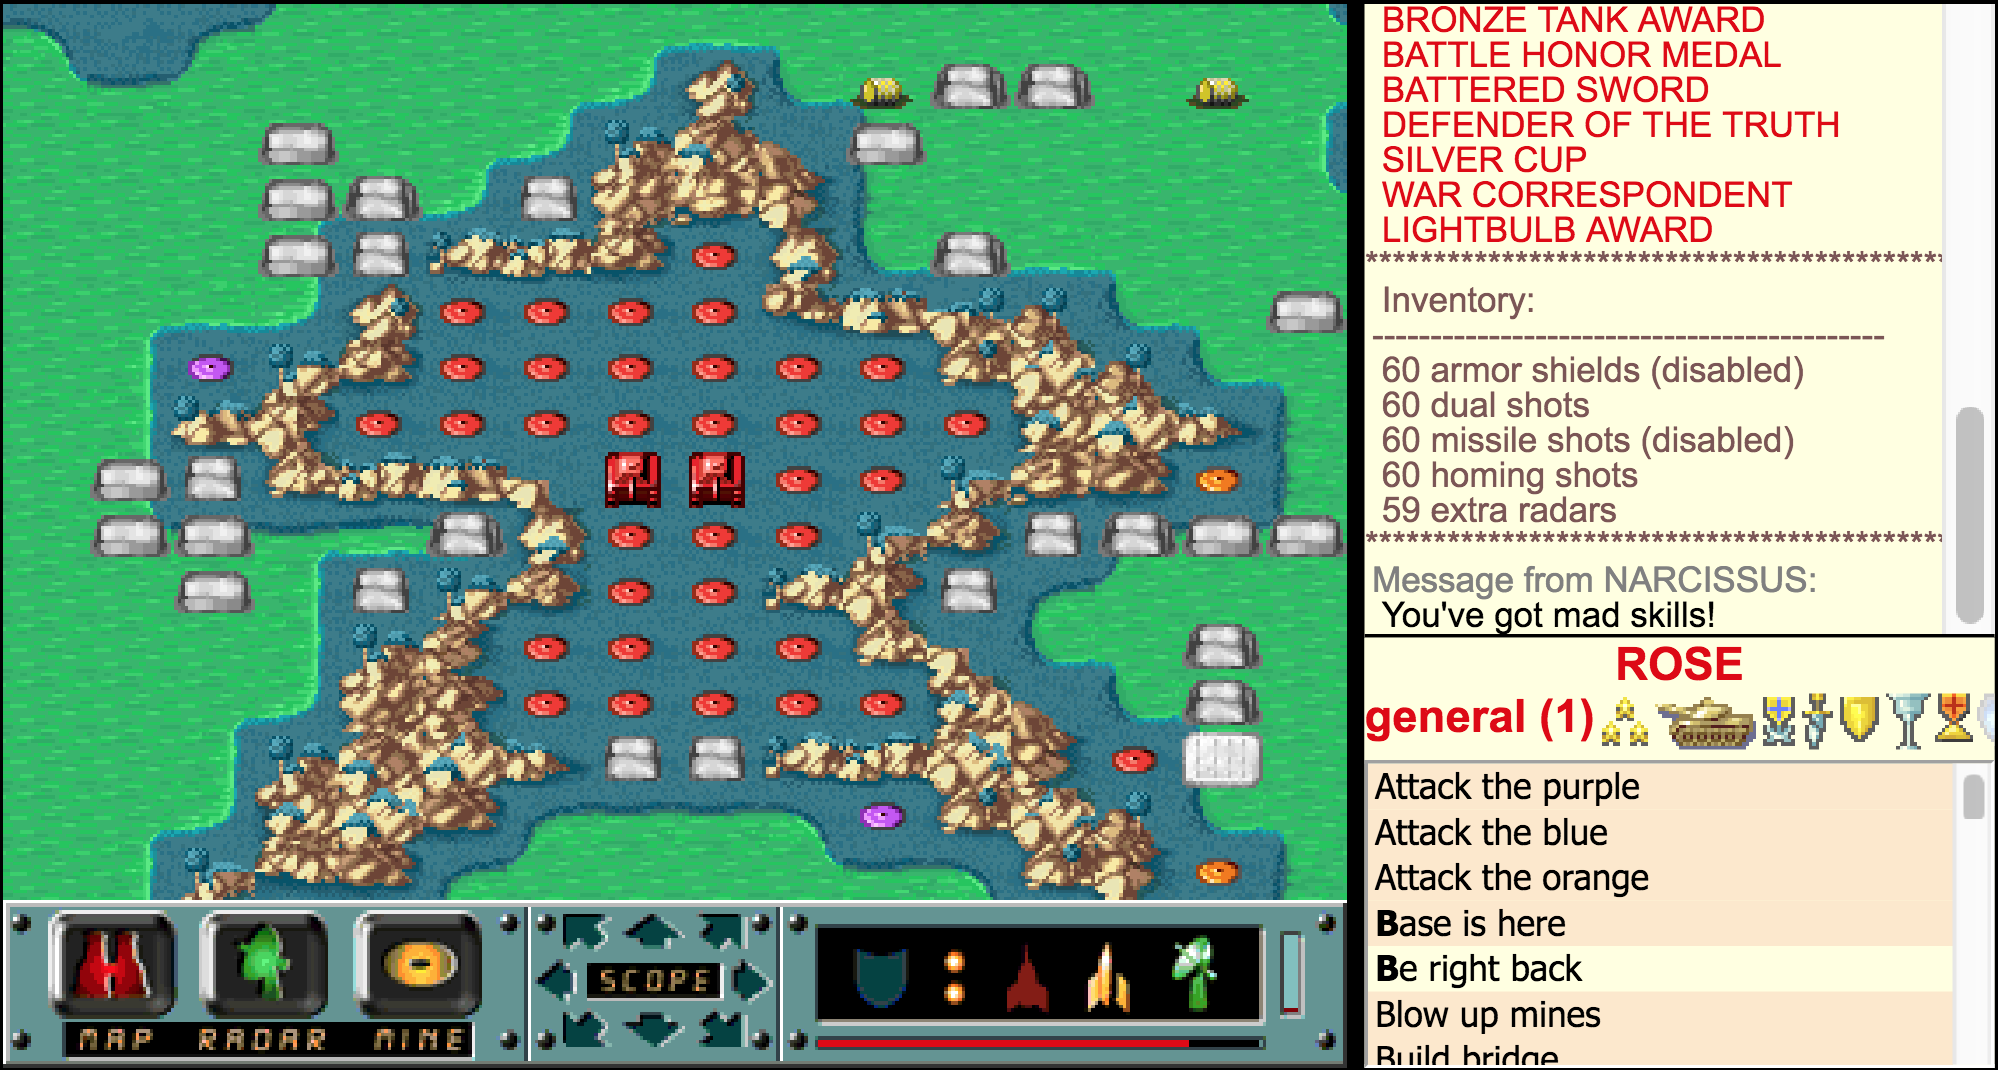 BRONZE TANK AWARD
BATTLE HONOR MEDAL
BATTERED SWORD
DEFENDER OF THE TRUTH
SILVER CUP
WAR CORRESPONDENT
LIGHTBULB AWARD
*******************************************
Inventory:
--------------------------------------------
60 armor shields (disabled)
60 dual shots
60 missile shots (disabled)
60 homing shots
59 extra radars
*******************************************
Message from NARCISSUS:
You've got mad skills!
ROSE
general (1)
Attack the purple
Attack the blue
Attack the orange
Base is here
Be right back
Blow up mines
Build bridge
MAP RADAR MINE
SCOPE